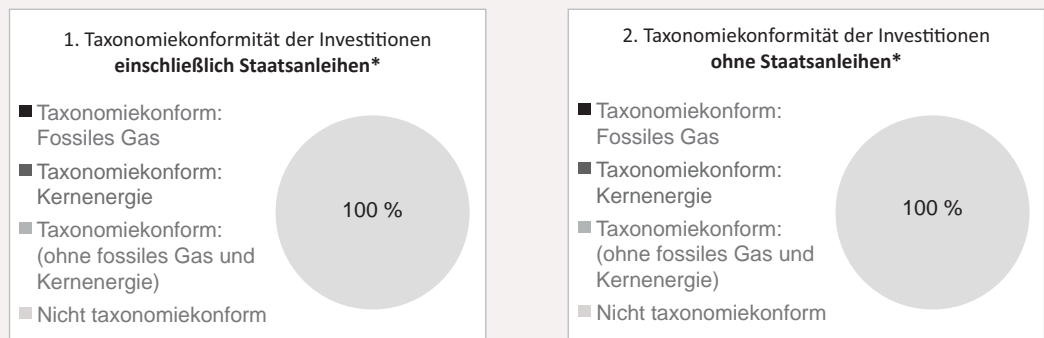 1. Taxonomiekonformität der Investitionen
einschließlich Staatsanleihen*
Taxonomiekonform:
Fossiles Gas
Taxonomiekonform:
Kernenergie
Taxonomiekonform:
(ohne fossiles Gas und
Kernenergie)
Nicht taxonomiekonform
100 %
2. Taxonomiekonformität der Investitionen
ohne Staatsanleihen*
Taxonomiekonform:
Fossiles Gas
Taxonomiekonform:
Kernenergie
Taxonomiekonform:
(ohne fossiles Gas und
Kernenergie)
Nicht taxonomiekonform
100 %